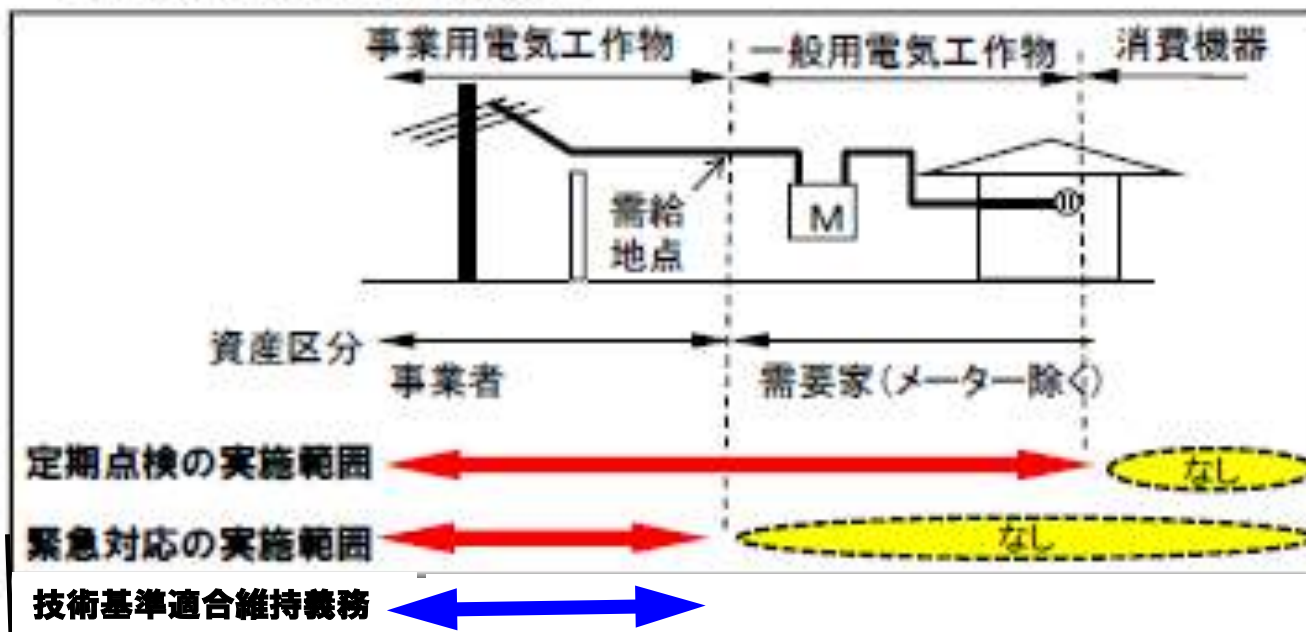 事業用電気工作物 一般用電気工作物 消費機器
需給
地点
M
資産区分
事業者 需要家(メーター除く)
定期点検の実施範囲 なし
緊急対応の実施範囲 なし
技術基準適合維持義務